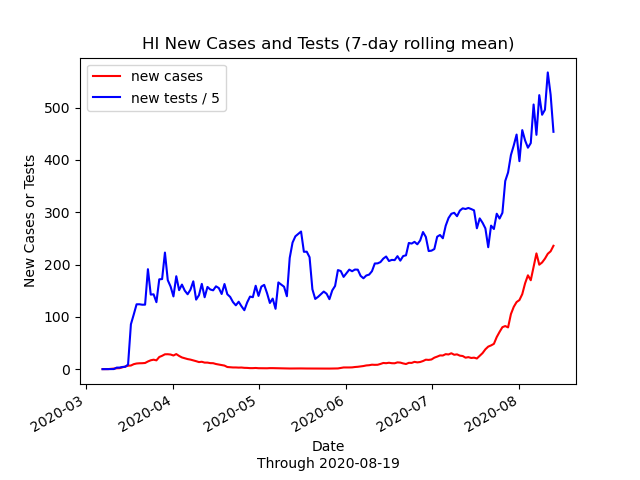 HI New Cases and Tests (7-day rolling mean)
new cases
new tests / 5
New Cases or Tests
500
400
300
200
100
0
2020-03
2020-04
2020-05
2020-06
2020-07
2020-08
Date
Through 2020-08-19